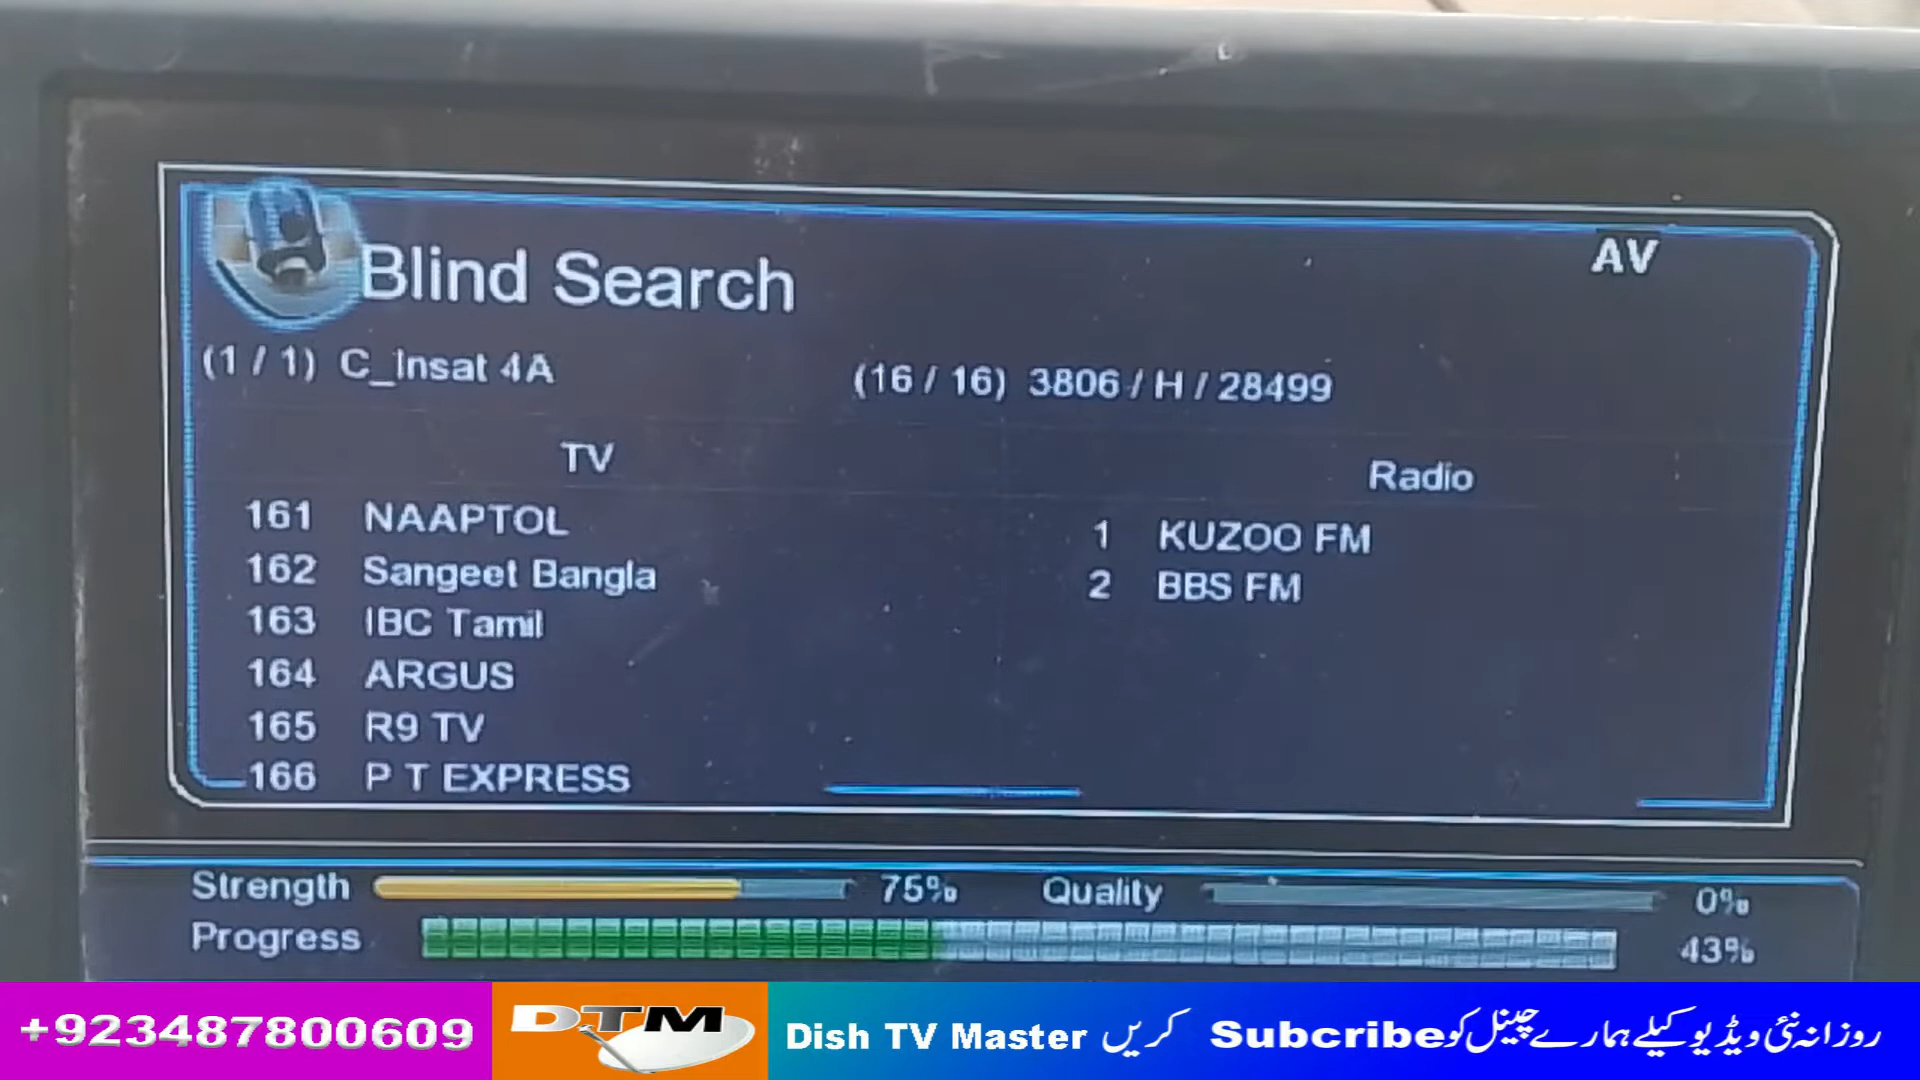 Blind Search
AV
(1 / 1) C_Insat 4A
(16 / 16) 3806 / H / 28499
TV
Radio
161 NAAPTOL
162 Sangeet Bangla
163 IBC Tamil
164 ARGUS
165 R9 TV
166 P T EXPRESS
1 KUZOO FM
2 BBS FM
Strength 75% Quality 0%
Progress 43%
+923487800609
DTM
روزانہ نئی ویڈیو کیلئے ہمارے چینل کو Subcribe کریں Dish TV Master